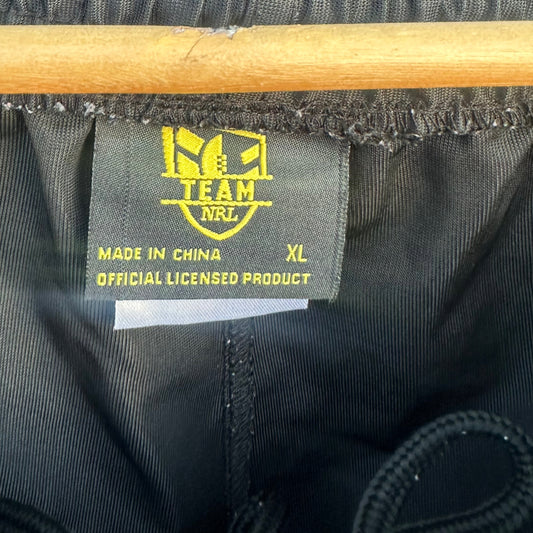 TEAM
NRL
MADE IN CHINA XL
OFFICIAL LICENSED PRODUCT